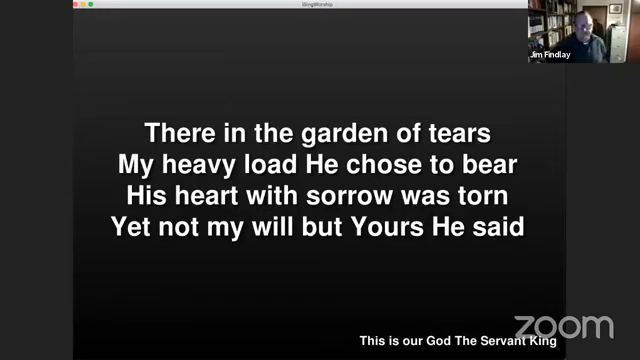 iSingWorship
Jim Findlay
There in the garden of tears
My heavy load He chose to bear
His heart with sorrow was torn
Yet not my will but Yours He said
zoom
This is our God The Servant King